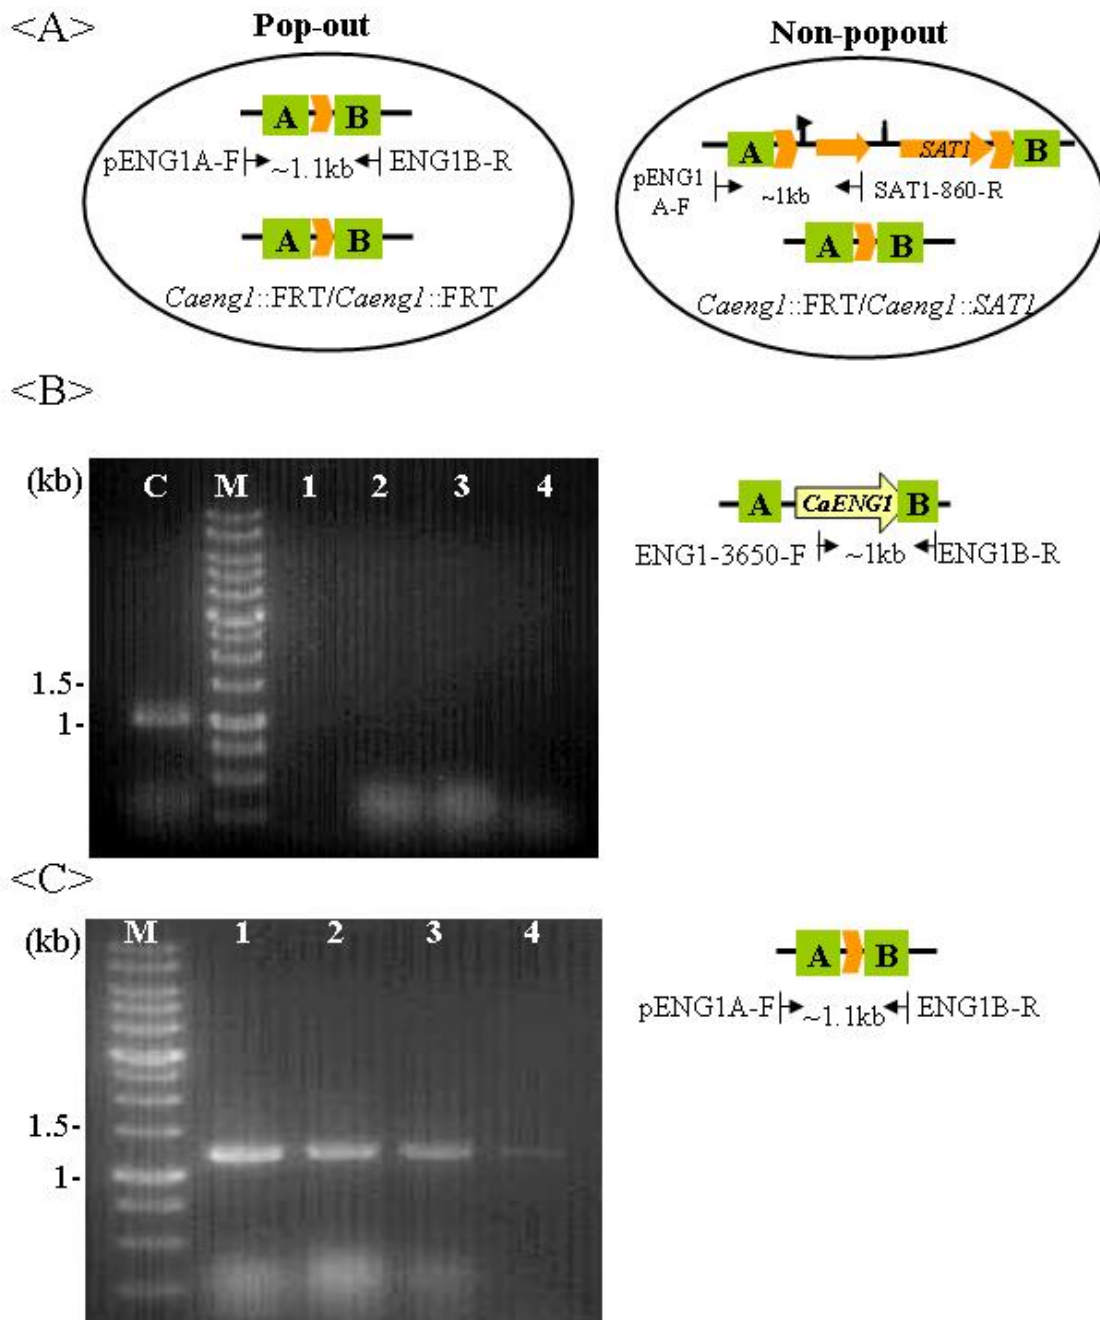 <A>
Pop-out
Non-popout
A B
pENG1A-F ~1.1kb ENG1B-R
A B
Caeng1::FRT/Caeng1::FRT
A SAT1 B
pENG1
A-F ~1kb SAT1-860-R
A B
Caeng1::FRT/Caeng1::SAT1
<B>
(kb) C M 1 2 3 4
1.5-
1-
A CaENG1 B
ENG1-3650-F ~1kb ENG1B-R
<C>
(kb) M 1 2 3 4
1.5-
1-
A B
pENG1A-F ~1.1kb ENG1B-R